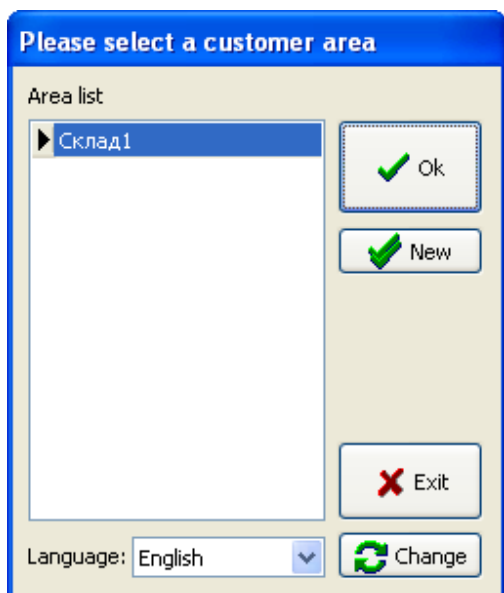 Please select a customer area
Area list
Склад1
Ok
New
Exit
Language: English
Change